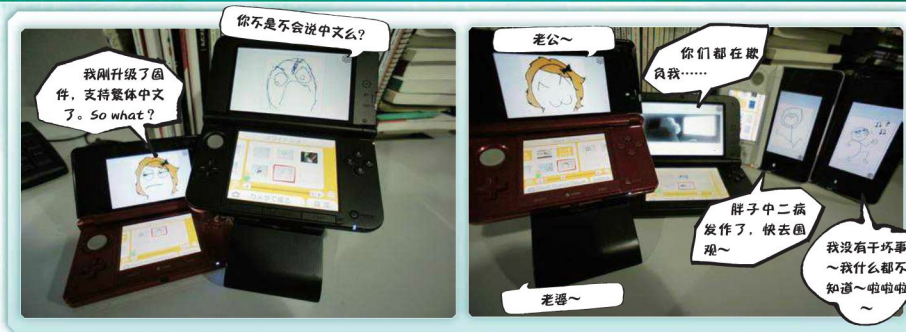 你不是不会说中文么?
我刚升级了固
件，支持繁体中文
了。So what?
老公~
你们都在欺
负我……
胖子中二病
发作了，快去围
观~
我没有干坏事
~我什么都不
知道~啦啦啦
~
老婆~